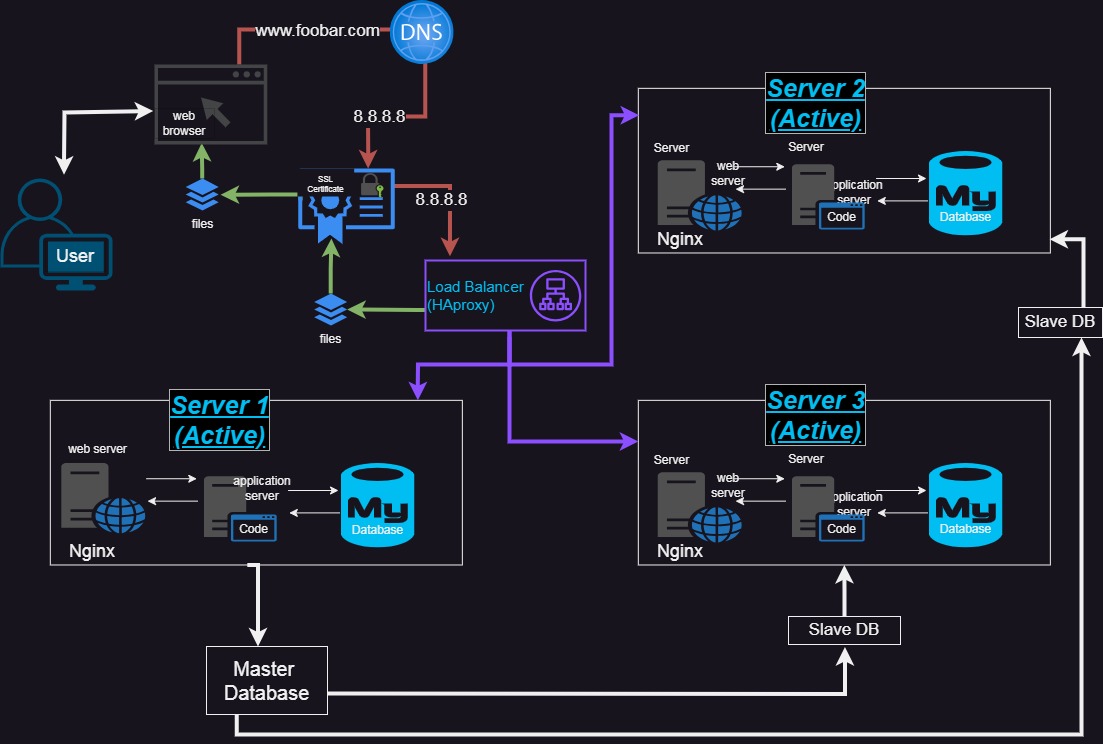 www.foobar.com
DNS
web
browser
8.8.8.8
SSL
Certificate
8.8.8.8
files
User
Load Balancer
(HAproxy)
files
Server 2
(Active)
Server
Server
web
server
application
server
Code
My
Database
Nginx
Slave DB
Server 1
(Active)
web server
application
server
Code
My
Database
Nginx
Server 3
(Active)
Server
Server
web
server
application
server
Code
My
Database
Nginx
Slave DB
Master
Database